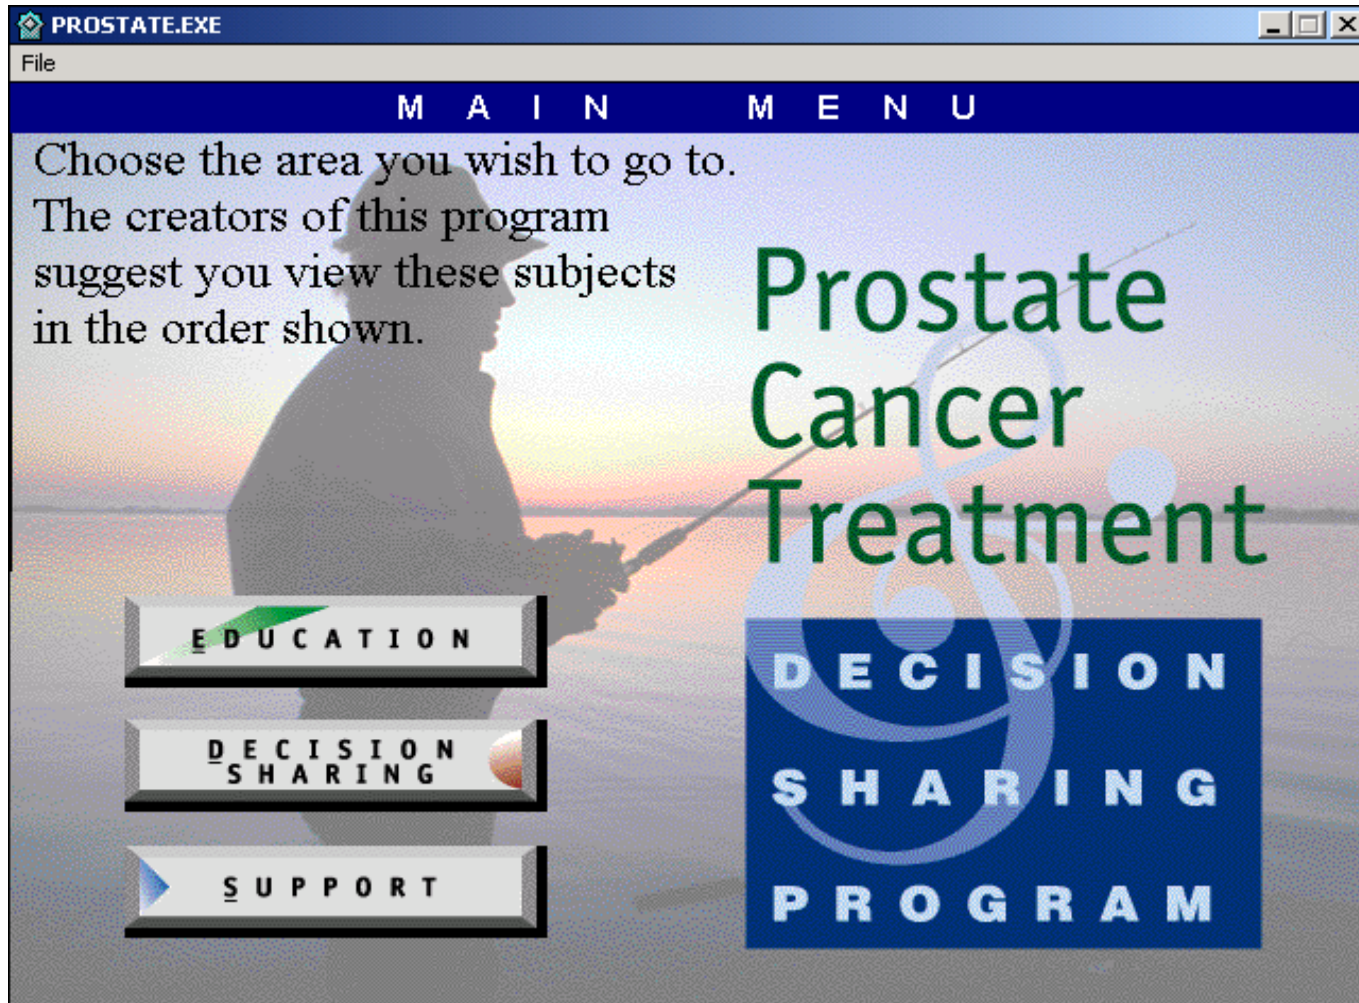 PROSTATE.EXE
File
MAIN MENU
Choose the area you wish to go to.
The creators of this program
suggest you view these subjects
in the order shown.
Prostate
Cancer
Treatment
&
EDUCATION
DECISION
SHARING
SUPPORT
DECISION
SHARING
PROGRAM